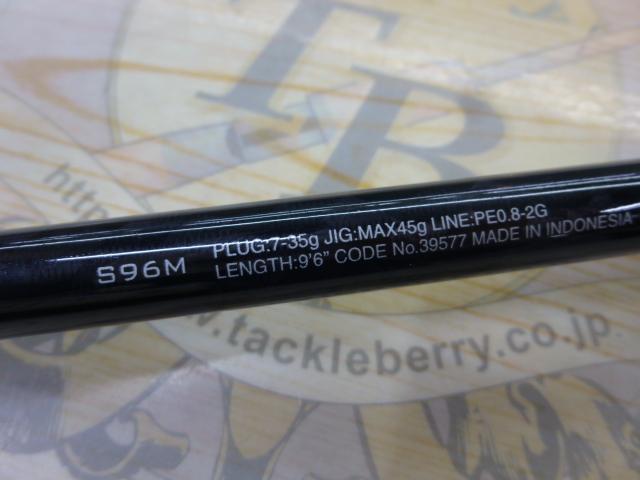 TB
http
S96M
PLUG:7-35g JIG:MAX45g LINE:PE0.8-2G
LENGTH:9'6" CODE No.39577 MADE IN INDONESIA
www.tackleberry.co.jp